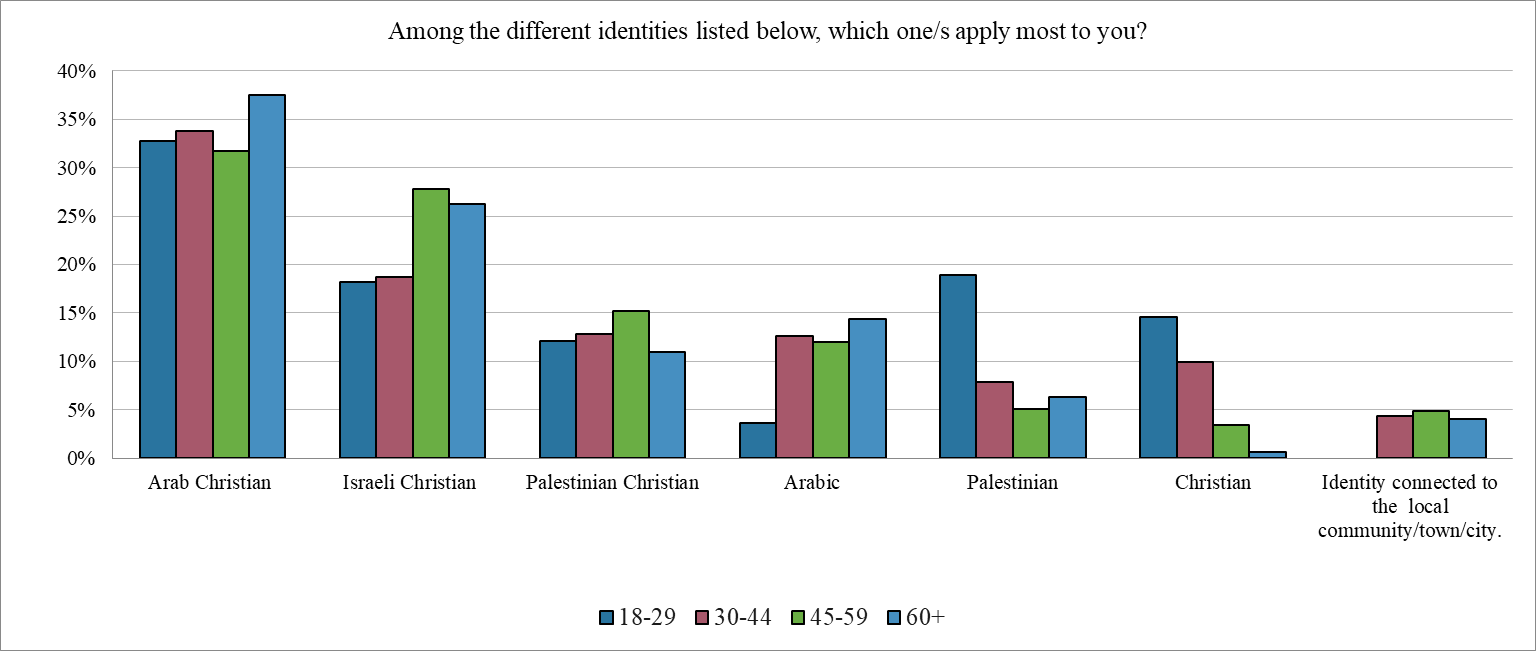 Among the different identities listed below, which one/s apply most to you?
40%
35%
30%
25%
20%
15%
10%
5%
0%
Arab Christian
Israeli Christian
Palestinian Christian
Arabic
Palestinian
Christian
Identity connected to
the local
community/town/city.
18-29
30-44
45-59
60+